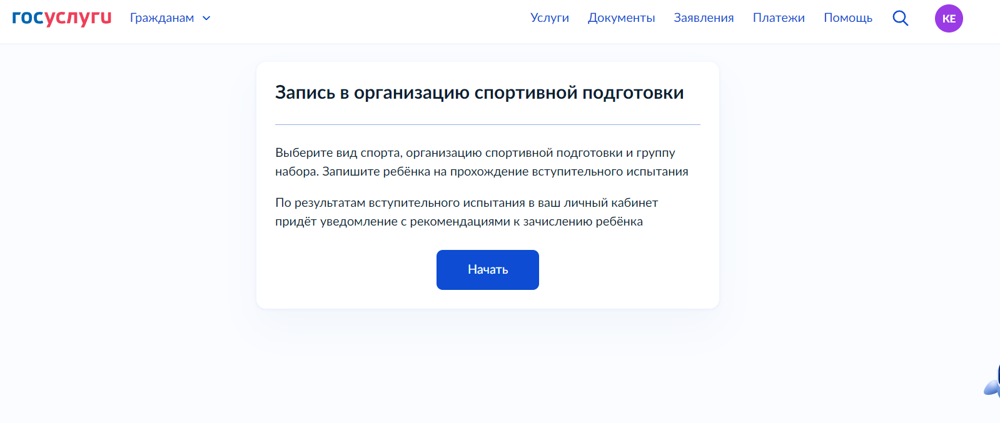 госуслуги Гражданам Услуги Документы Заявления Платежи Помощь КЕ
Запись в организацию спортивной подготовки
Выберите вид спорта, организацию спортивной подготовки и группу
набора. Запишите ребёнка на прохождение вступительного испытания
По результатам вступительного испытания в ваш личный кабинет
придёт уведомление с рекомендациями к зачислению ребёнка
Начать